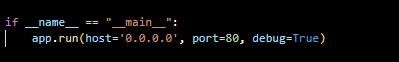 if __name__ == "__main__":
    app.run(host='0.0.0.0', port=80, debug=True)